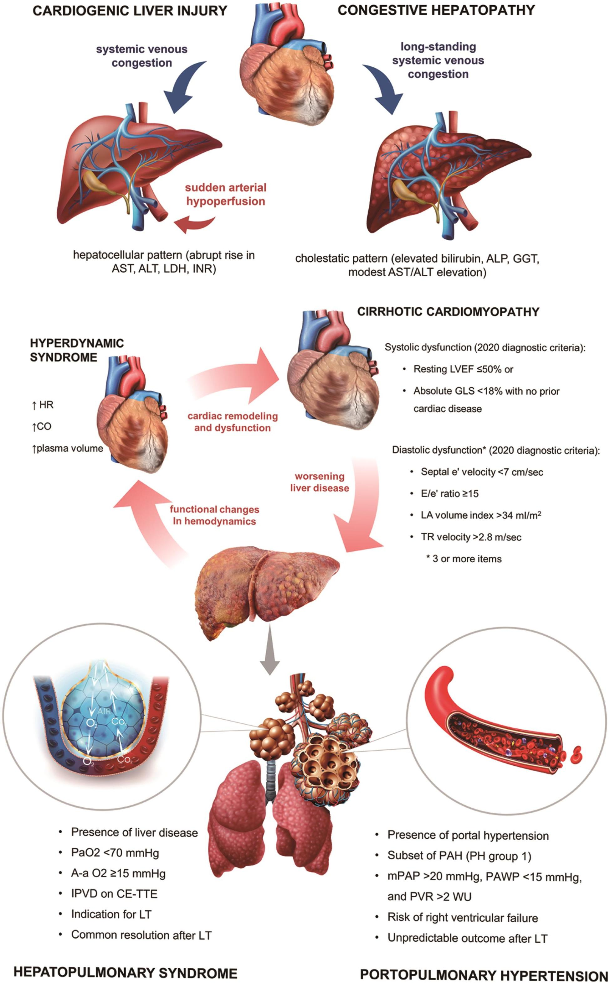 CARDIOGENIC LIVER INJURY
CONGESTIVE HEPATOPATHY
systemic venous
congestion
long-standing
systemic venous
congestion
sudden arterial
hypoperfusion
hepatocellular pattern (abrupt rise in
AST, ALT, LDH, INR)
cholestatic pattern (elevated bilirubin, ALP, GGT,
modest AST/ALT elevation)
CIRRHOTIC CARDIOMYOPATHY
HYPERDYNAMIC
SYNDROME
↑ HR
↑CO
↑plasma volume
cardiac remodeling
and dysfunction
Systolic dysfunction (2020 diagnostic criteria):
• Resting LVEF ≤50% or
• Absolute GLS <18% with no prior
cardiac disease
Diastolic dysfunction* (2020 diagnostic criteria):
• Septal e' velocity <7 cm/sec
• E/e' ratio ≥15
• LA volume index >34 ml/m²
• TR velocity >2.8 m/sec
* 3 or more items
worsening
liver disease
functional changes
In hemodynamics
AIR
O₂
Co₂
O₂
Co₂
• Presence of liver disease
• PaO2 <70 mmHg
• A-a O2 ≥15 mmHg
• IPVD on CE-TTE
• Indication for LT
• Common resolution after LT
• Presence of portal hypertension
• Subset of PAH (PH group 1)
• mPAP >20 mmHg, PAWP <15 mmHg,
and PVR >2 WU
• Risk of right ventricular failure
• Unpredictable outcome after LT
HEPATOPULMONARY SYNDROME
PORTOPULMONARY HYPERTENSION